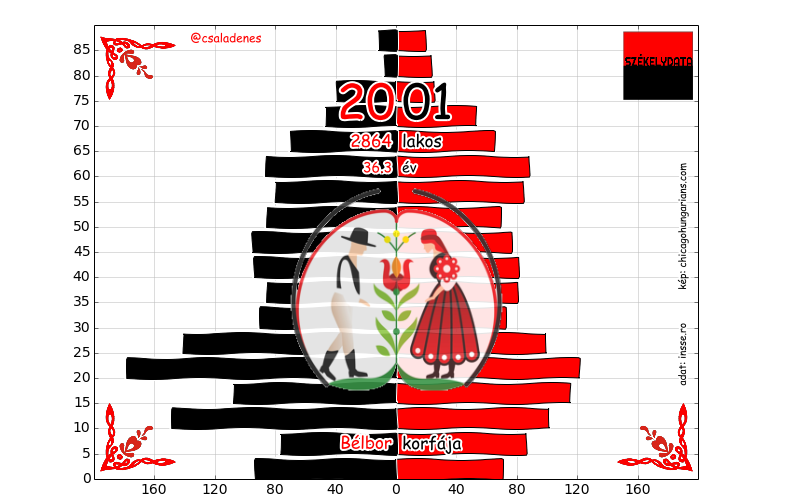 @csaladenes
SZÉKELYDATA
2001
2864 lakos
36.3 év
kép: chicagohungarians.com
adat: insse.ro
Bélbor korfája
85
80
75
70
65
60
55
50
45
40
35
30
25
20
15
10
5
0
160 120 80 40 0 40 80 120 160